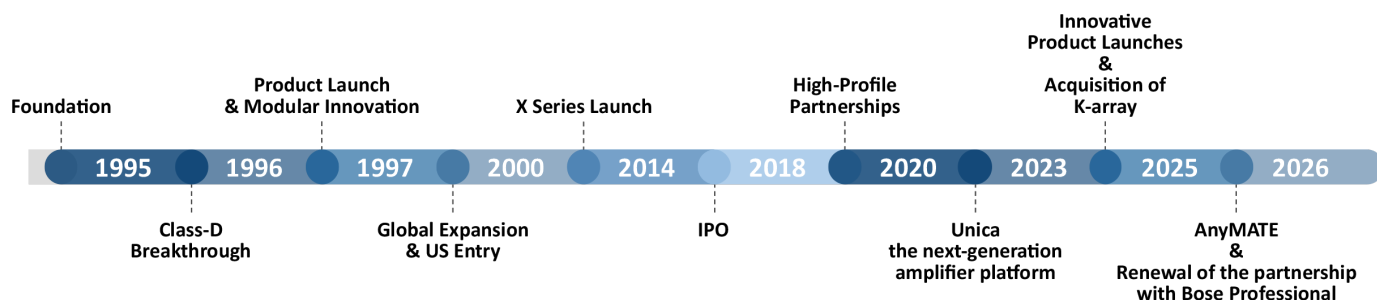 Innovative
Product Launches
&
Acquisition of
K-array
Product Launch
& Modular Innovation
High-Profile
Partnerships
Foundation
X Series Launch
1995 1996 1997 2000 2014 2018 2020 2023 2025 2026
Class-D
Breakthrough
Global Expansion
& US Entry
IPO
Unica
the next-generation
amplifier platform
AnyMATE
&
Renewal of the partnership
with Bose Professional